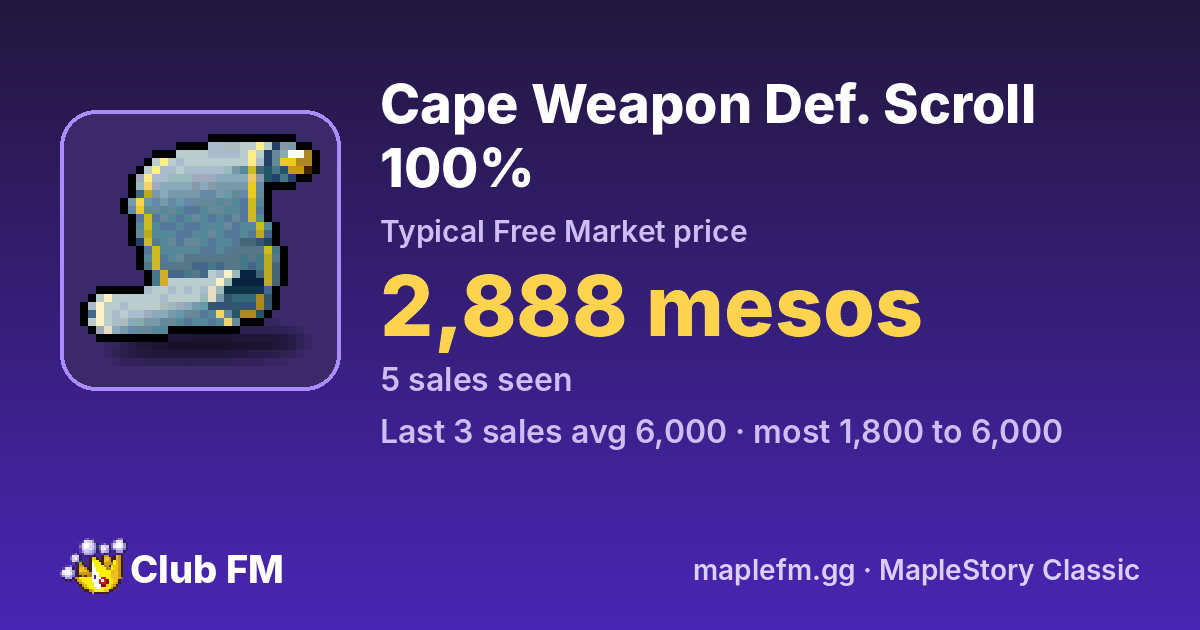 Cape Weapon Def. Scroll
100%
Typical Free Market price
2,888 mesos
5 sales seen
Last 3 sales avg 6,000 · most 1,800 to 6,000
Club FM
maplefm.gg · MapleStory Classic